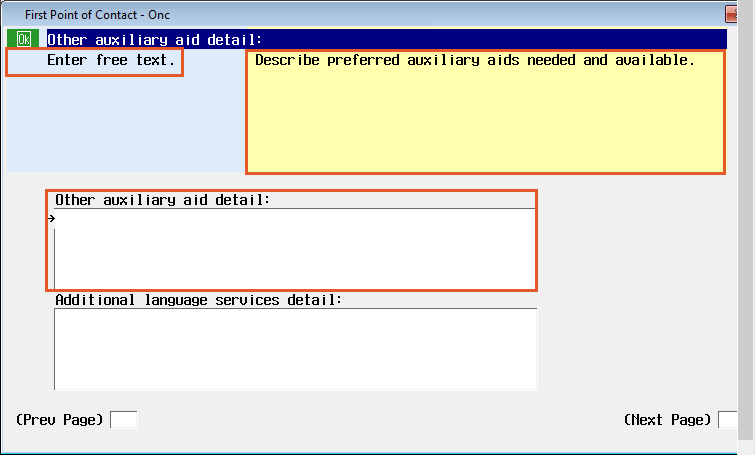 First Point of Contact - Onc
Ok Other auxiliary aid detail:
Enter free text. Describe preferred auxiliary aids needed and available.
Other auxiliary aid detail:
Additional language services detail:
(Prev Page) (Next Page)